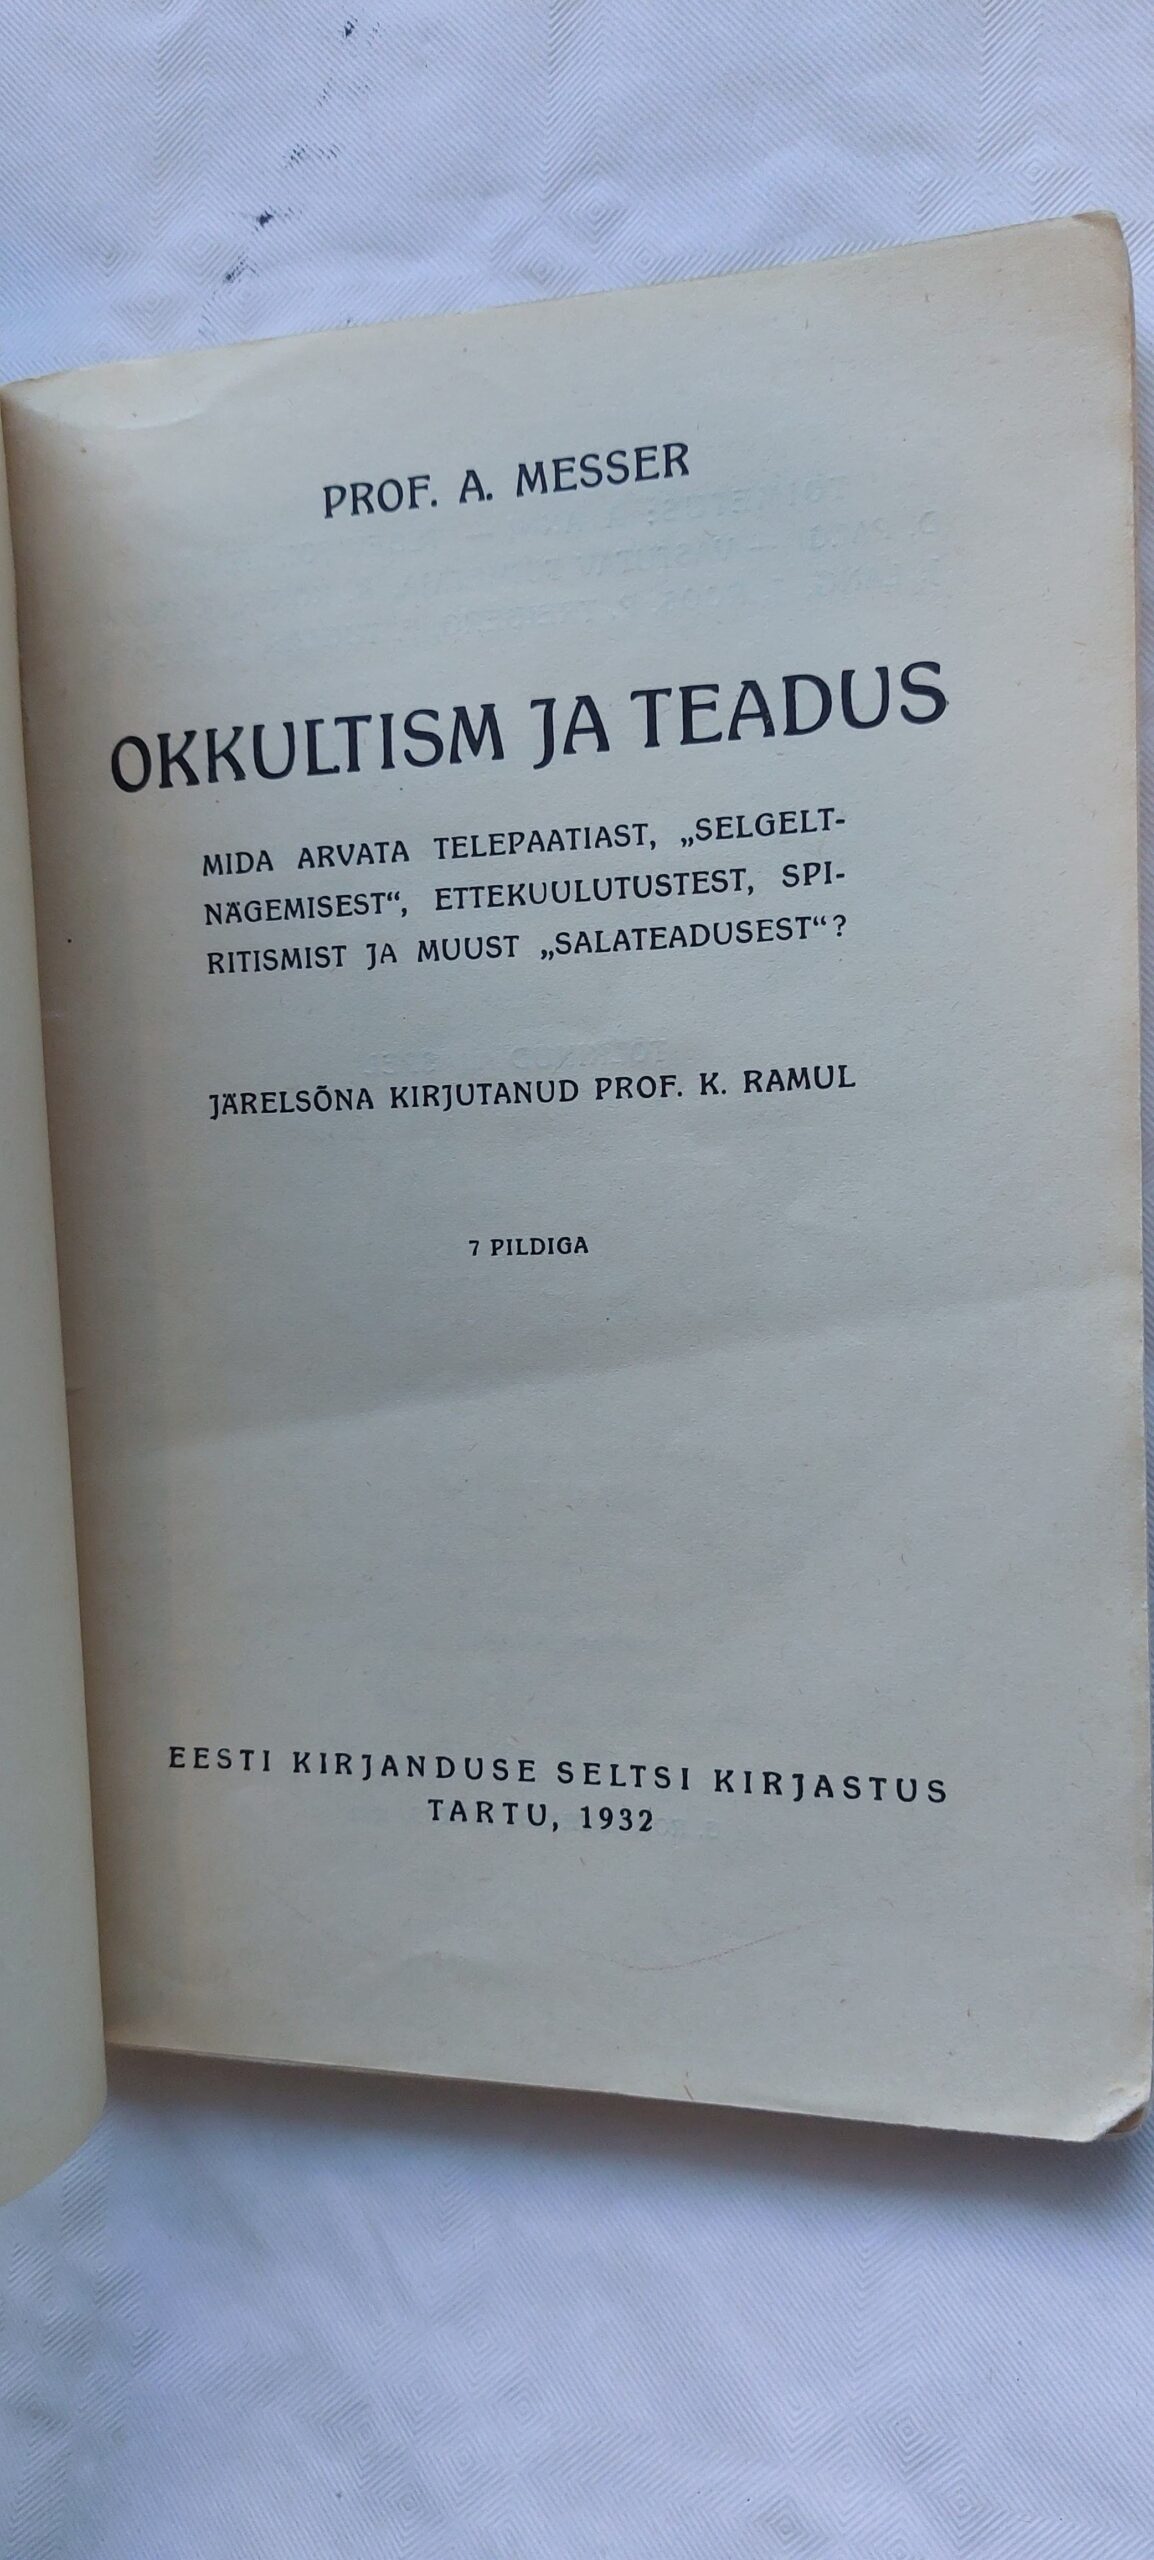 PROF. A. MESSER
OKKULTISM JA TEADUS
MIDA ARVATA TELEPAATIAST, „SELGELT-
NÄGEMISEST“, ETTEKUULUTUSTEST, SPI-
RITISMIST JA MUUST „SALATEADUSEST“?
JÄRELSÕNA KIRJUTANUD PROF. K. RAMUL
7 PILDIGA
EESTI KIRJANDUSE SELTSI KIRJASTUS
TARTU, 1932